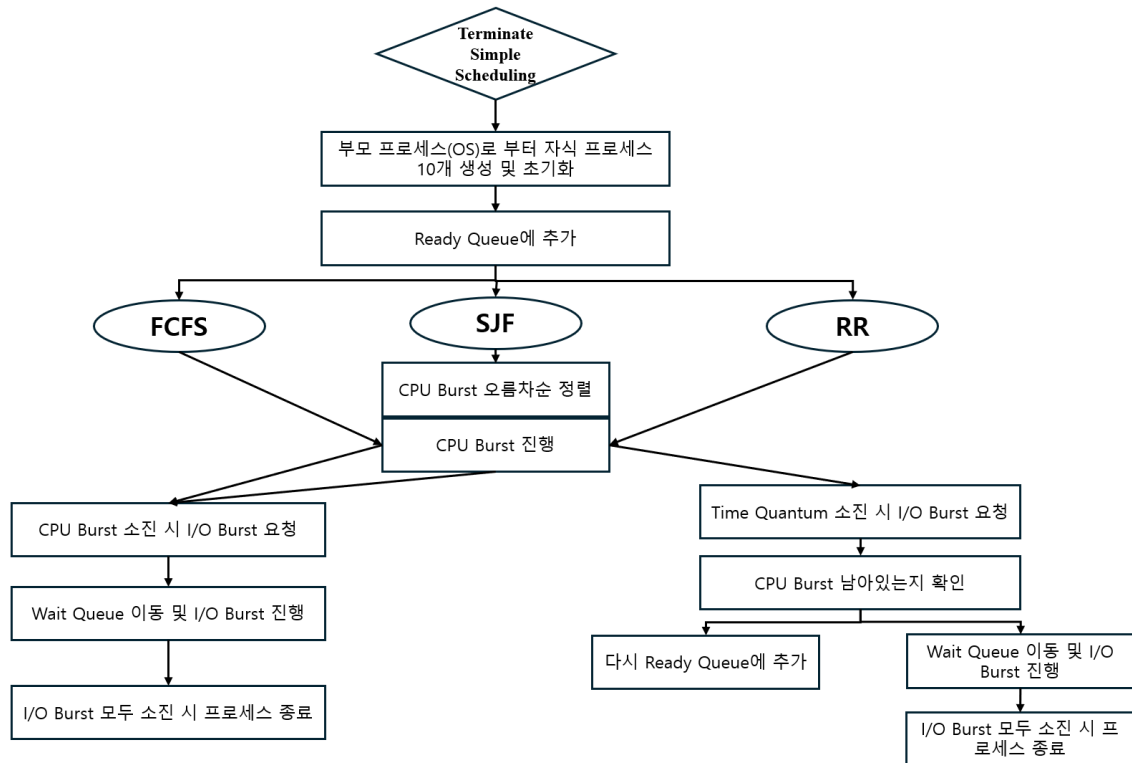 Terminate
Simple
Scheduling
부모 프로세스(OS)로 부터 자식 프로세스
10개 생성 및 초기화
Ready Queue에 추가
FCFS
SJF
RR
CPU Burst 오름차순 정렬
CPU Burst 진행
CPU Burst 소진 시 I/O Burst 요청
Wait Queue 이동 및 I/O Burst 진행
I/O Burst 모두 소진 시 프로세스 종료
Time Quantum 소진 시 I/O Burst 요청
CPU Burst 남아있는지 확인
다시 Ready Queue에 추가
Wait Queue 이동 및 I/O
Burst 진행
I/O Burst 모두 소진 시 프
로세스 종료